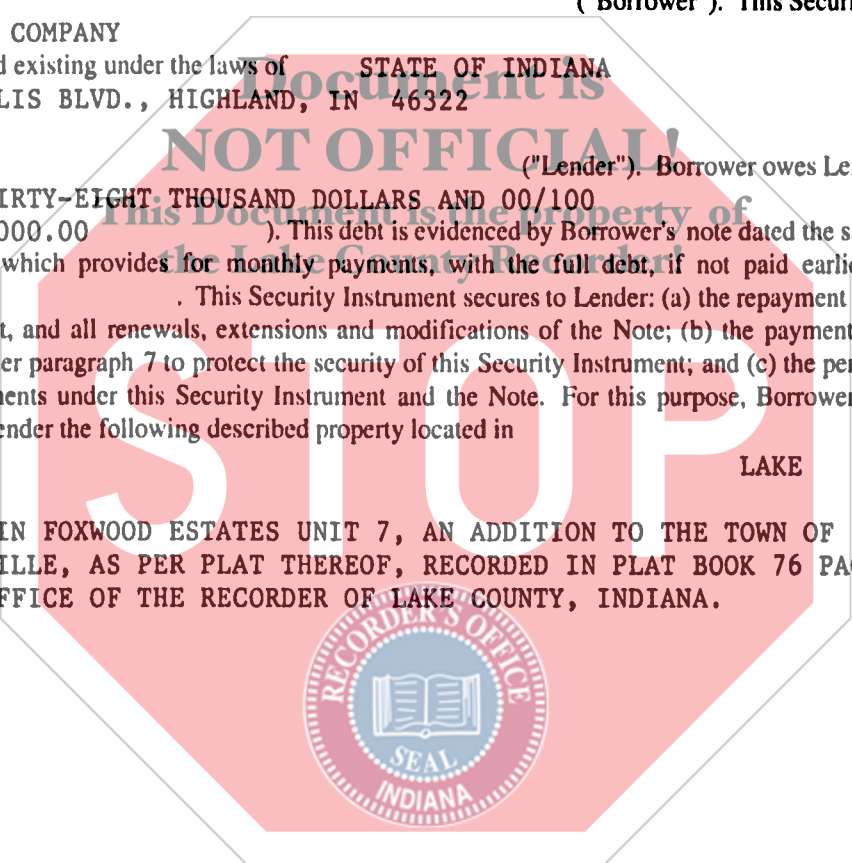 ("Borrower"). This Securi
COMPANY
d existing under the laws of STATE OF INDIANA
LIS BLVD., HIGHLAND, IN 46322
Document is
NOT OFFICIAL!
("Lender"). Borrower owes Le
IRTY-EIGHT THOUSAND DOLLARS AND 00/100
This Document is the property of
000.00 ). This debt is evidenced by Borrower's note dated the s
the Lake County Recorder!
which provides for monthly payments, with the full debt, if not paid earlie
. This Security Instrument secures to Lender: (a) the repayment
t, and all renewals, extensions and modifications of the Note; (b) the payment
er paragraph 7 to protect the security of this Security Instrument; and (c) the per
ents under this Security Instrument and the Note. For this purpose, Borrower
ender the following described property located in
STOP
LAKE
IN FOXWOOD ESTATES UNIT 7, AN ADDITION TO THE TOWN OF
ILLE, AS PER PLAT THEREOF, RECORDED IN PLAT BOOK 76 PA
FFICE OF THE RECORDER OF LAKE COUNTY, INDIANA.
RECORDER'S OFFICE
SEAL
INDIANA